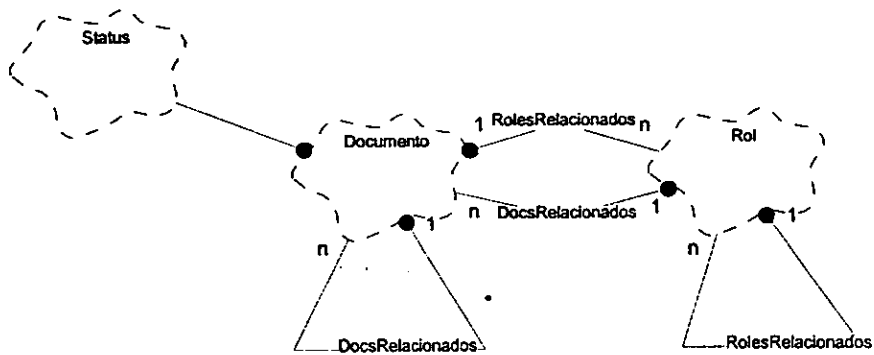 Status
1 RolesRelacionados n
Documento
Rol
n DocsRelacionados 1
1
1
n
n
DocsRelacionados
RolesRelacionados